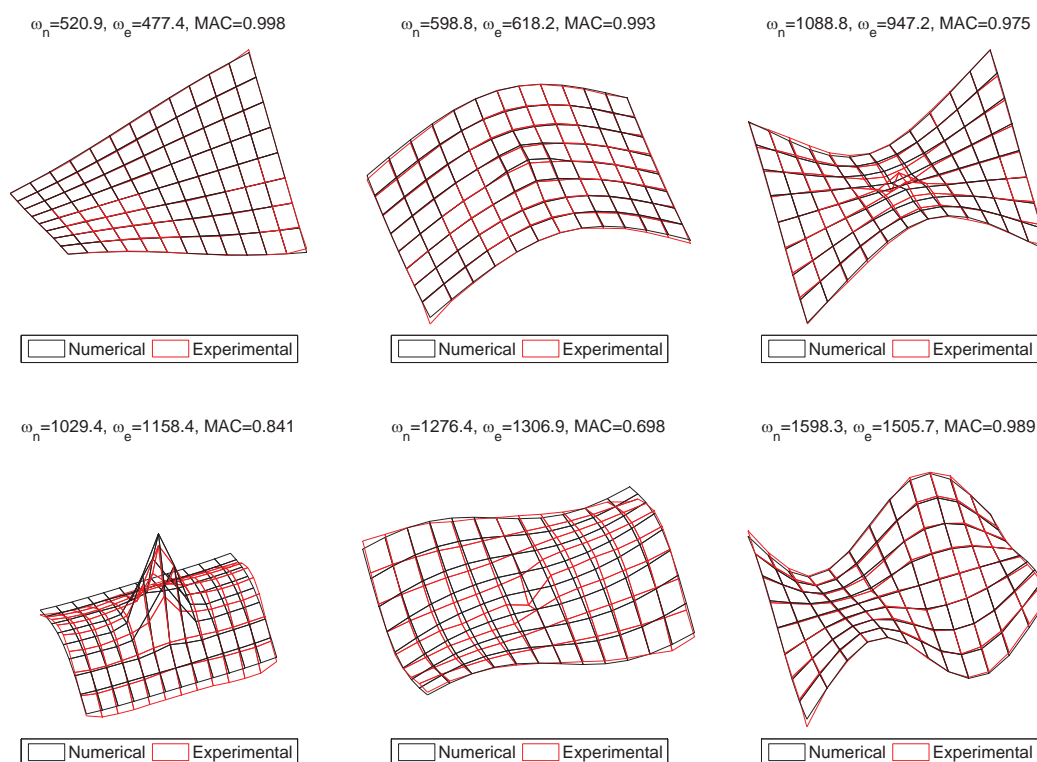 ωn=520.9, ωe=477.4, MAC=0.998
ωn=598.8, ωe=618.2, MAC=0.993
ωn=1088.8, ωe=947.2, MAC=0.975
Numerical Experimental
Numerical Experimental
Numerical Experimental
ωn=1029.4, ωe=1158.4, MAC=0.841
ωn=1276.4, ωe=1306.9, MAC=0.698
ωn=1598.3, ωe=1505.7, MAC=0.989
Numerical Experimental
Numerical Experimental
Numerical Experimental